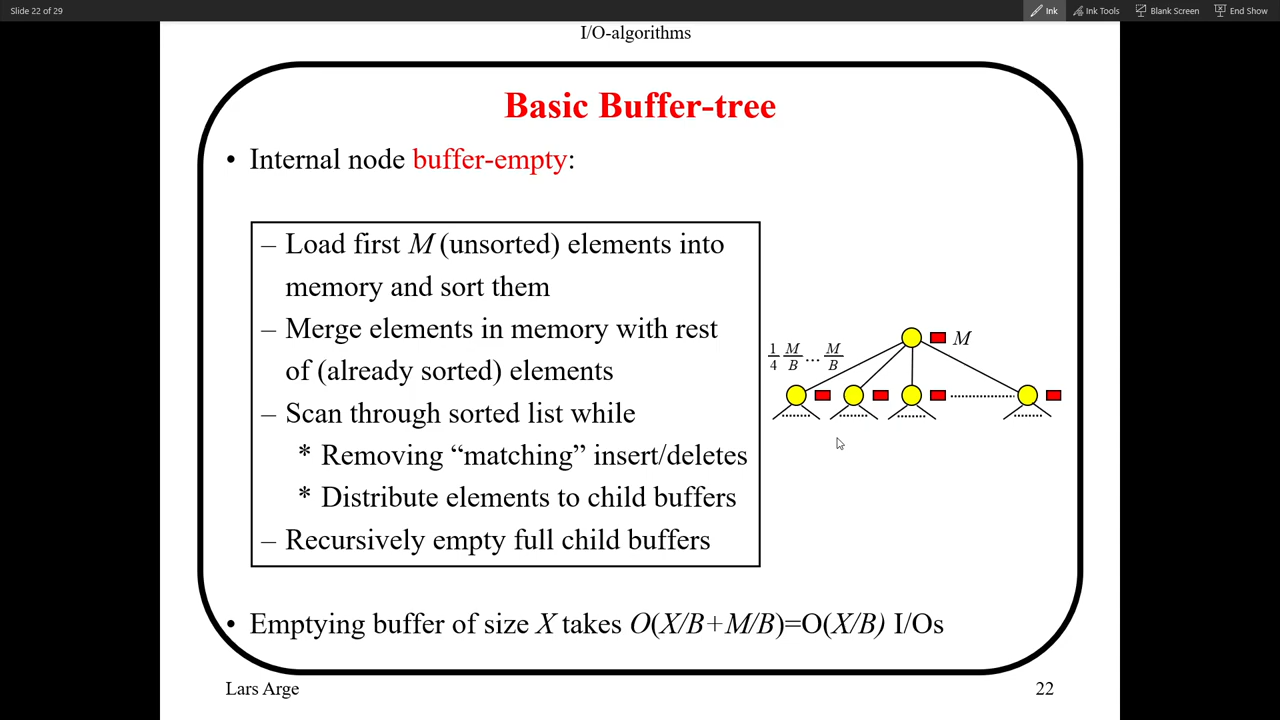 Slide 22 of 29
Ink
Ink Tools
Blank Screen
End Show
I/O-algorithms
Basic Buffer-tree
• Internal node buffer-empty:
– Load first M (unsorted) elements into
memory and sort them
– Merge elements in memory with rest
of (already sorted) elements
– Scan through sorted list while
* Removing “matching” insert/deletes
* Distribute elements to child buffers
– Recursively empty full child buffers
M
1/4 M/B ... M/B
• Emptying buffer of size X takes O(X/B+M/B)=O(X/B) I/Os
Lars Arge
22